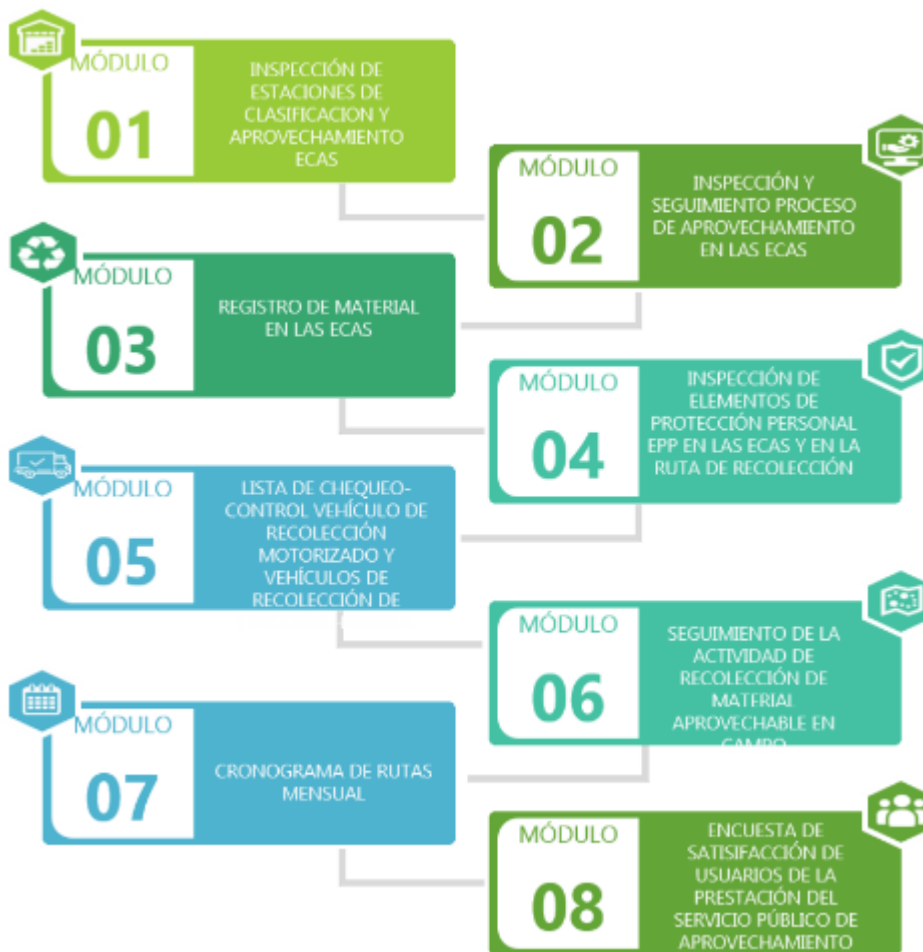 MÓDULO
01
INSPECCIÓN DE
ESTACIONES DE
CLASIFICACION Y
APROVECHAMIENTO
ECAS
MÓDULO
02
INSPECCIÓN Y
SEGUIMIENTO PROCESO
DE APROVECHAMIENTO
EN LAS ECAS
MÓDULO
03
REGISTRO DE MATERIAL
EN LAS ECAS
MÓDULO
04
INSPECCIÓN DE
ELEMENTOS DE
PROTECCIÓN PERSONAL
EPP EN LAS ECAS Y EN LA
RUTA DE RECOLECCIÓN
MÓDULO
05
LISTA DE CHEQUEO-
CONTROL VEHÍCULO DE
RECOLECCIÓN
MOTORIZADO Y
VEHÍCULOS DE
RECOLECCIÓN DE
MÓDULO
06
SEGUIMIENTO DE LA
ACTIVIDAD DE
RECOLECCIÓN DE
MATERIAL
APROVECHABLE EN
CAMPO
MÓDULO
07
CRONOGRAMA DE RUTAS
MENSUAL
MÓDULO
08
ENCUESTA DE
SATISIFACCIÓN DE
USUARIOS DE LA
PRESTACIÓN DEL
SERVICIO PÚBLICO DE
APROVECHAMIENTO